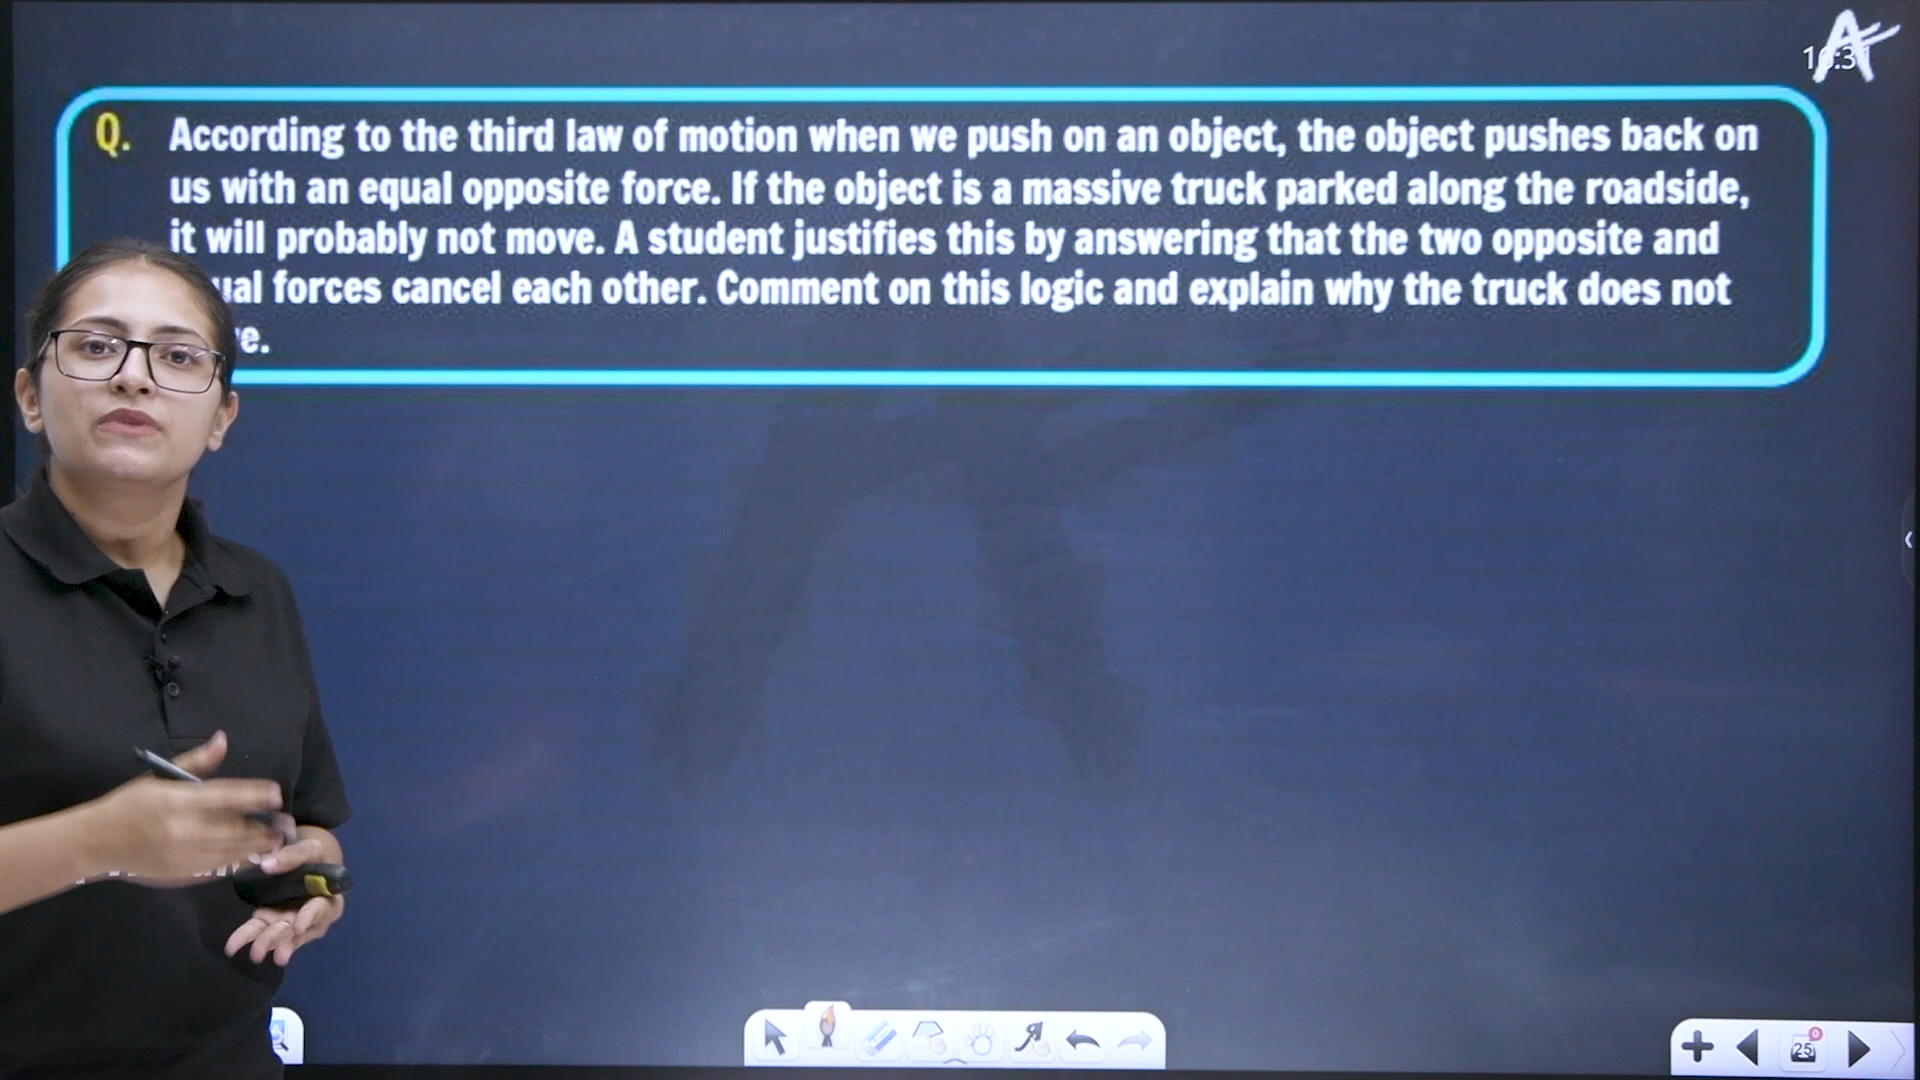 Q. According to the third law of motion when we push on an object, the object pushes back on
us with an equal opposite force. If the object is a massive truck parked along the roadside,
it will probably not move. A student justifies this by answering that the two opposite and
ual forces cancel each other. Comment on this logic and explain why the truck does not
e.
25
0